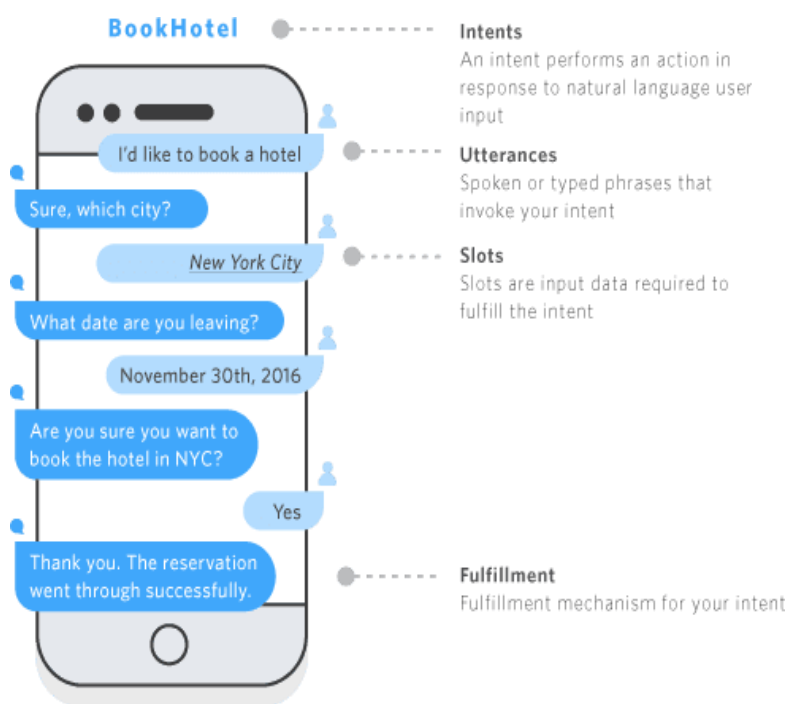 BookHotel
Intents
An intent performs an action in
response to natural language user
input
I'd like to book a hotel
Utterances
Spoken or typed phrases that
invoke your intent
Sure, which city?
New York City
Slots
Slots are input data required to
fulfill the intent
What date are you leaving?
November 30th, 2016
Are you sure you want to
book the hotel in NYC?
Yes
Thank you. The reservation
went through successfully.
Fulfillment
Fulfillment mechanism for your intent